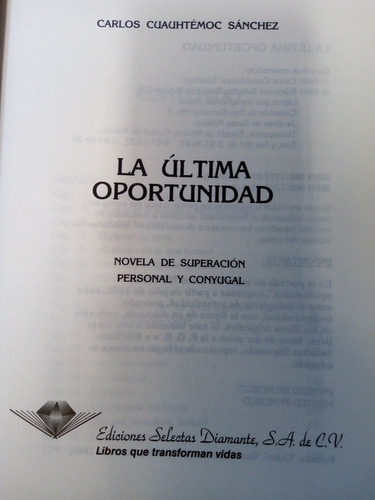 CARLOS CUAUHTÉMOC SÁNCHEZ
LA ÚLTIMA
OPORTUNIDAD
NOVELA DE SUPERACIÓN
PERSONAL Y CONYUGAL
Ediciones Selectas Diamante, S.A. de C.V.
Libros que transforman vidas